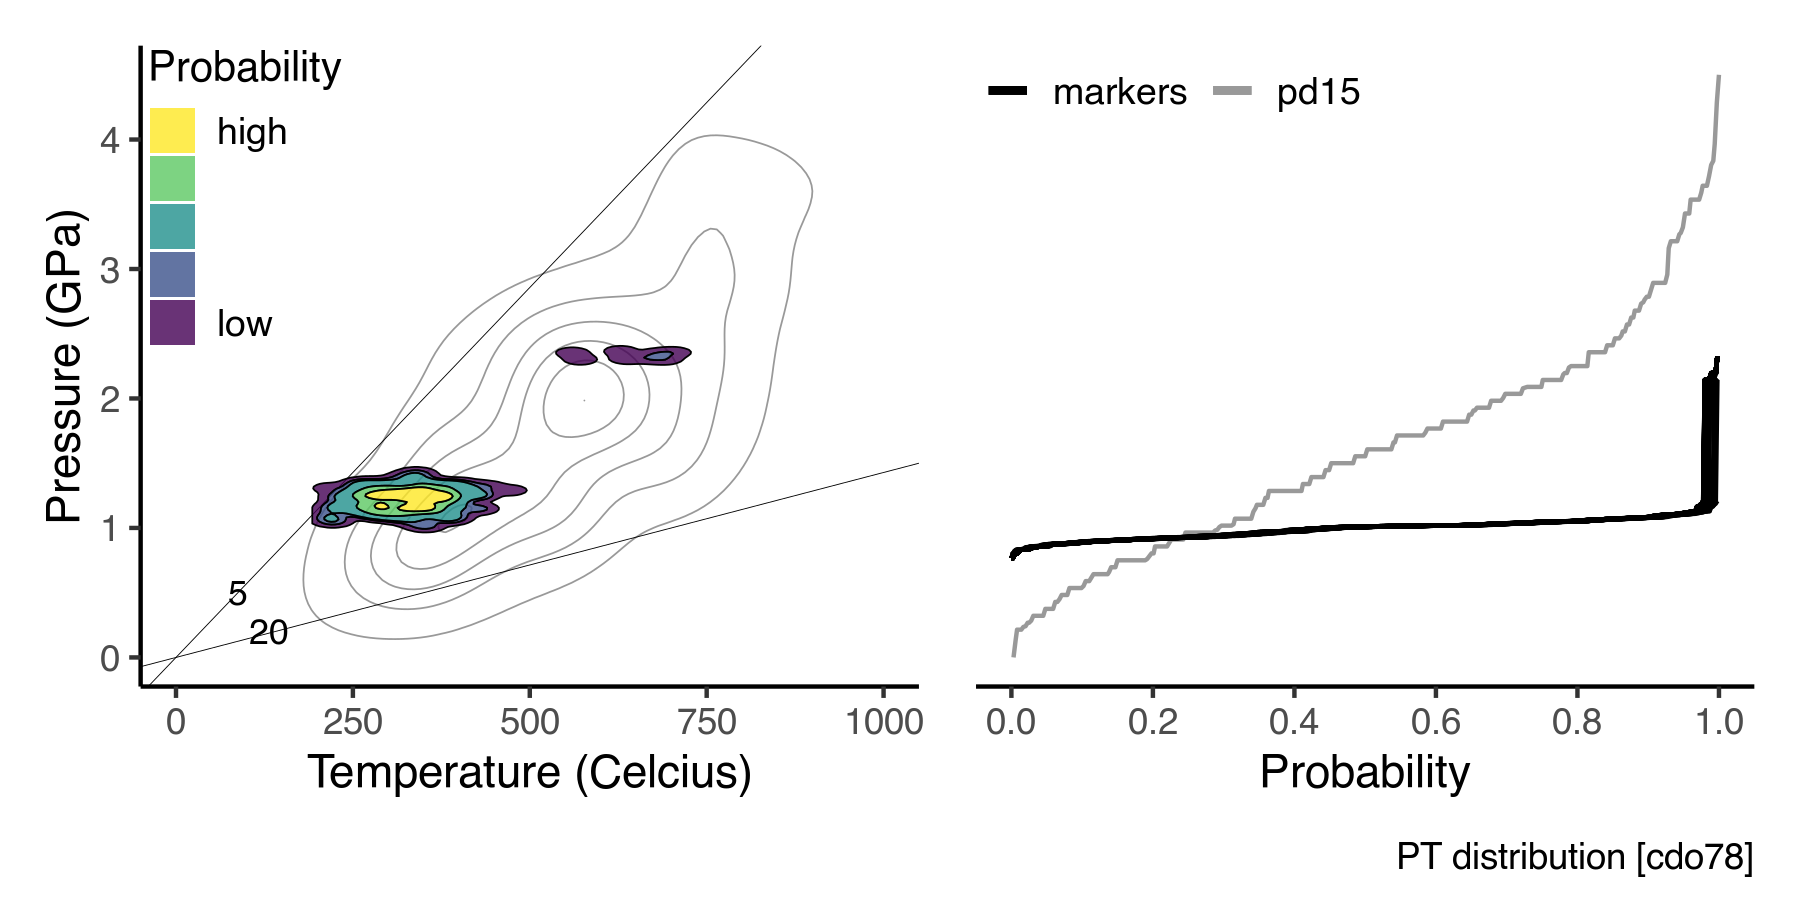 Probability
high
low
4
3
2
1
0
Pressure (GPa)
5
20
0 250 500 750 1000
Temperature (Celcius)
markers pd15
0.0 0.2 0.4 0.6 0.8 1.0
Probability
PT distribution [cdo78]